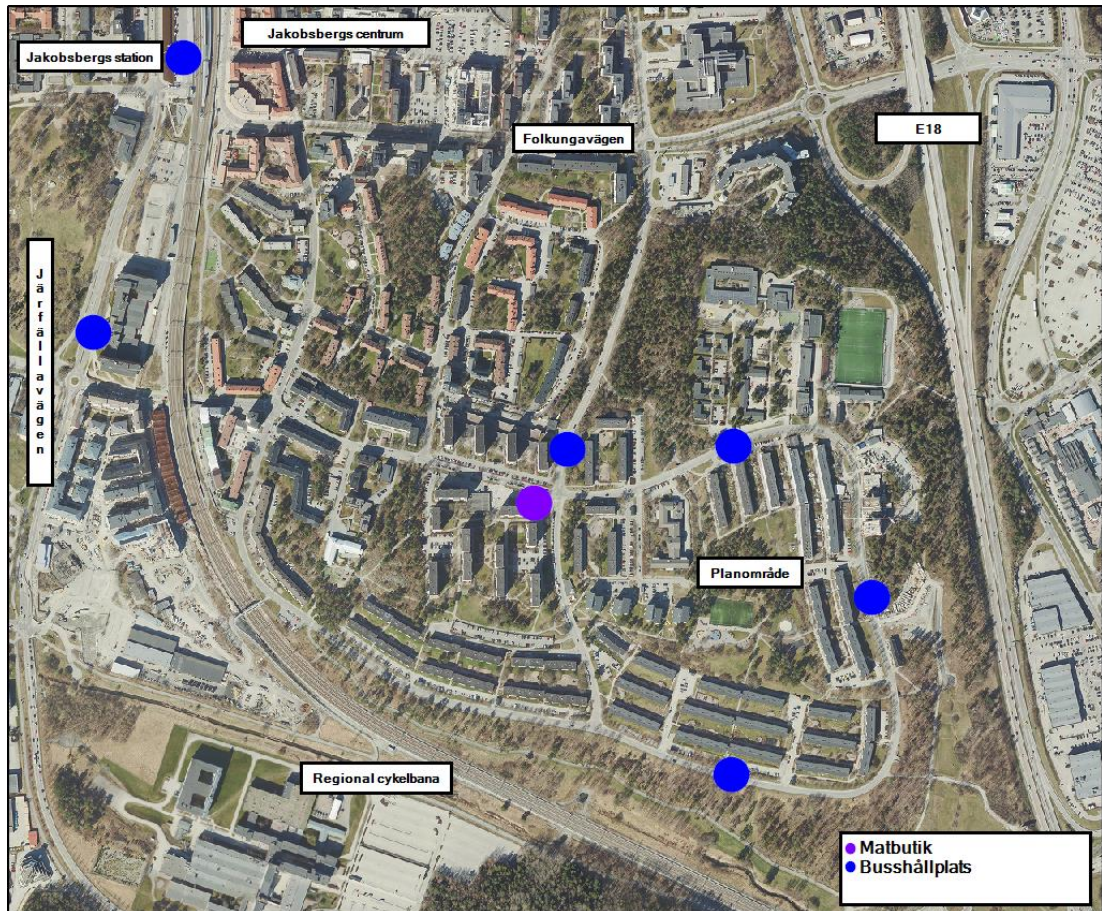 Jakobsbergs centrum
Jakobsbergs station
E18
Folkungavägen
Järfällavägen
Planområde
Regional cykelbana
Matbutik
Busshållplats